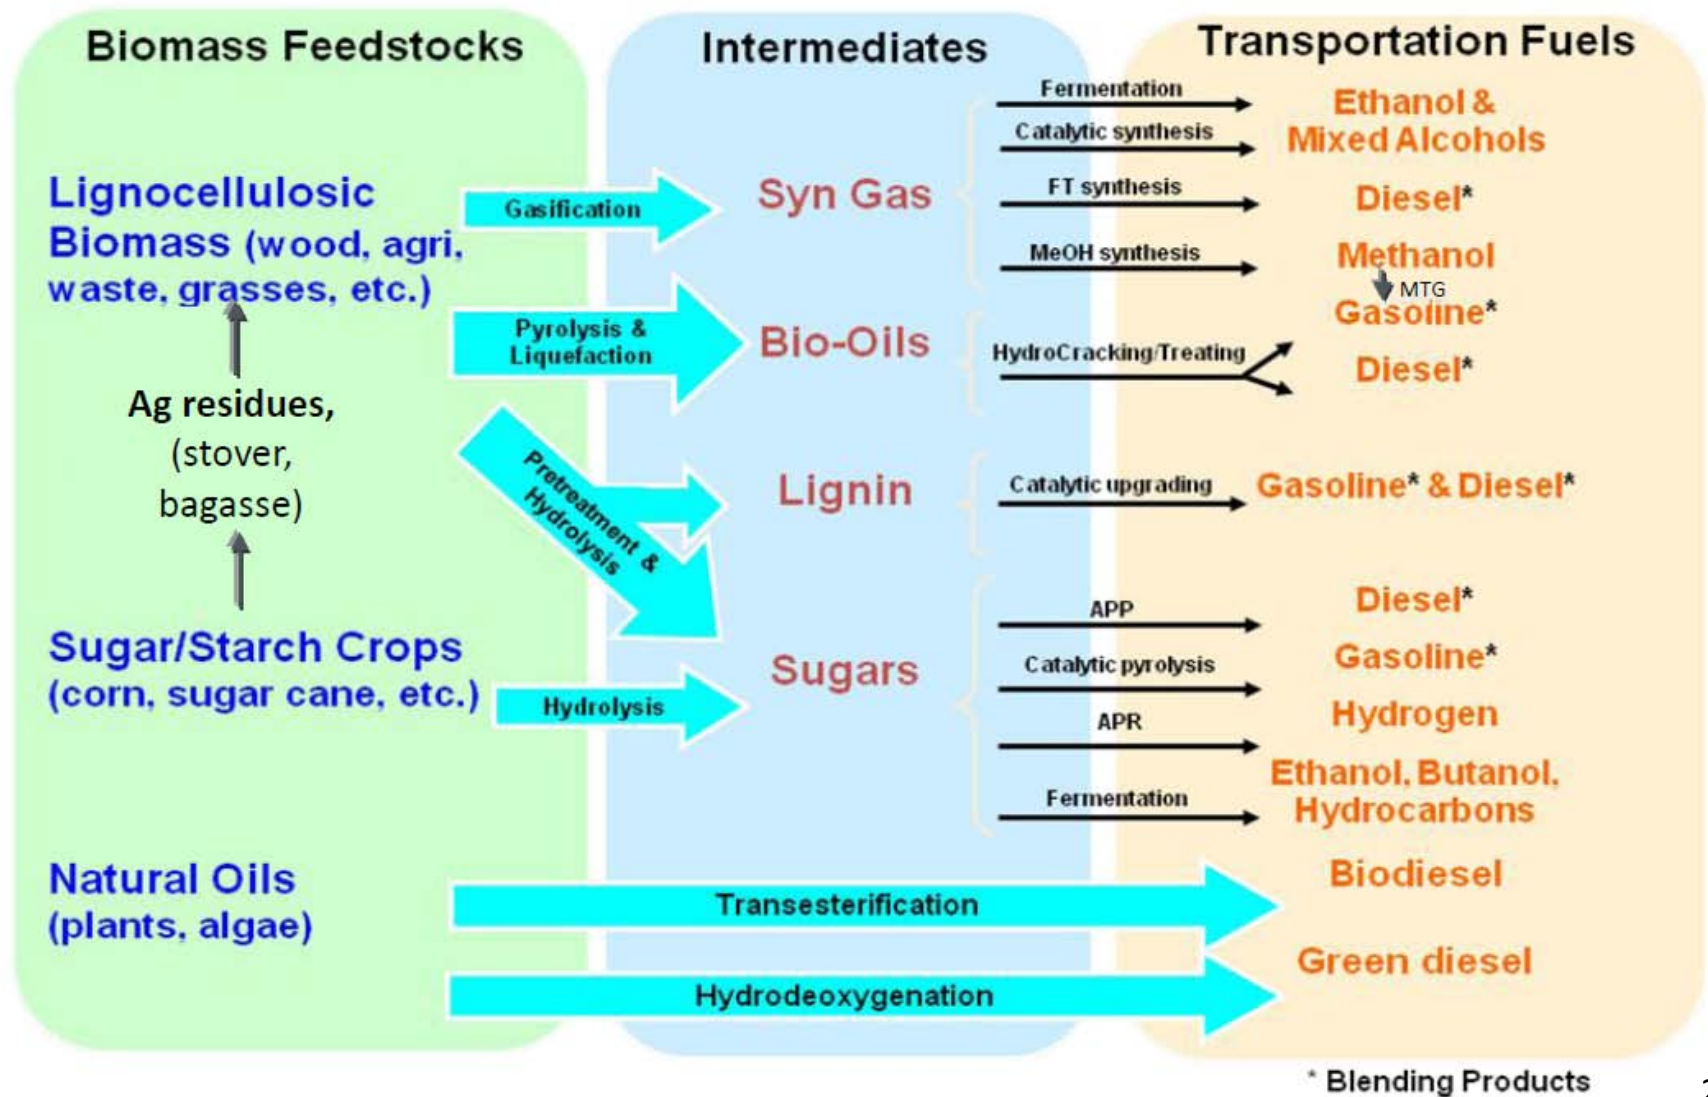 Biomass Feedstocks
Lignocellulosic
Biomass (wood, agri,
waste, grasses, etc.)
Ag residues,
(stover,
bagasse)
Sugar/Starch Crops
(corn, sugar cane, etc.)
Natural Oils
(plants, algae)
Gasification
Pyrolysis &
Liquefaction
Pretreatment &
Hydrolysis
Hydrolysis
Transesterification
Hydrodeoxygenation
Intermediates
Syn Gas
Bio-Oils
Lignin
Sugars
Fermentation
Catalytic synthesis
FT synthesis
MeOH synthesis
HydroCracking/Treating
Catalytic upgrading
APP
Catalytic pyrolysis
APR
Fermentation
Transportation Fuels
Ethanol &
Mixed Alcohols
Diesel*
Methanol
MTG
Gasoline*
Diesel*
Gasoline* & Diesel*
Diesel*
Gasoline*
Hydrogen
Ethanol, Butanol,
Hydrocarbons
Biodiesel
Green diesel
* Blending Products